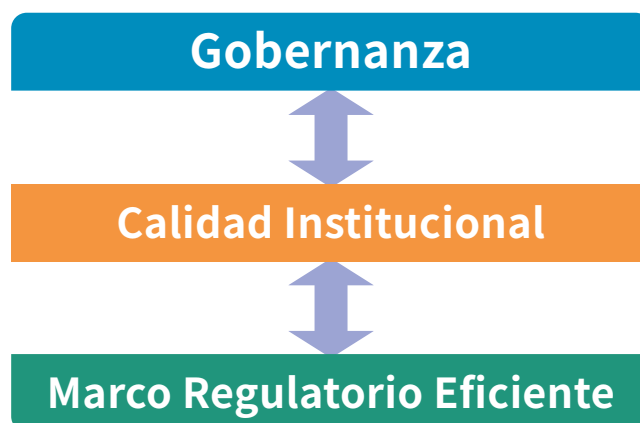 Gobernanza
Calidad Institucional
Marco Regulatorio Eficiente